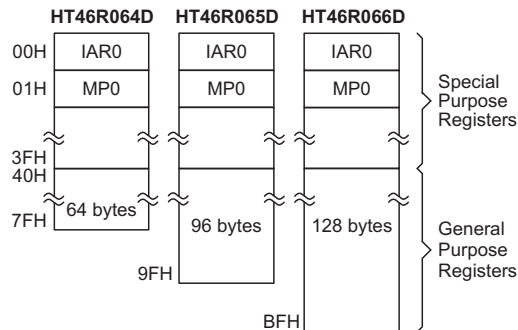 HT46R064D HT46R065D HT46R066D
00H IAR0 IAR0 IAR0
01H MP0 MP0 MP0
Special
Purpose
Registers
3FH
40H
64 bytes 96 bytes 128 bytes
7FH
General
Purpose
Registers
9FH
BFH